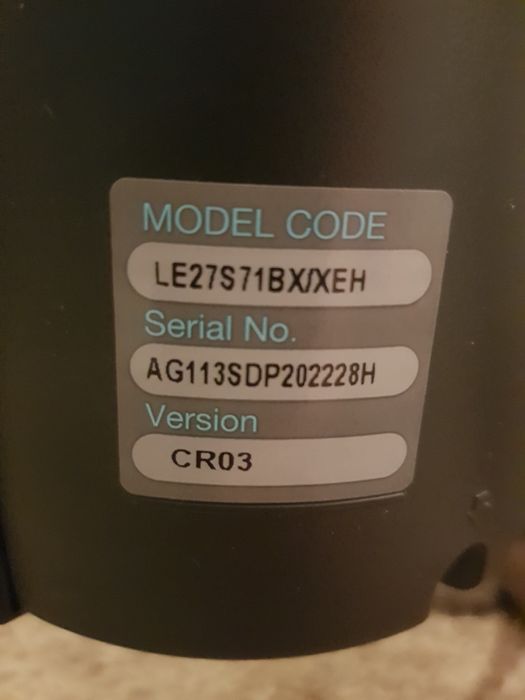 MODEL CODE
LE27S71BX/XEH
Serial No.
AG113SDP202228H
Version
CR03